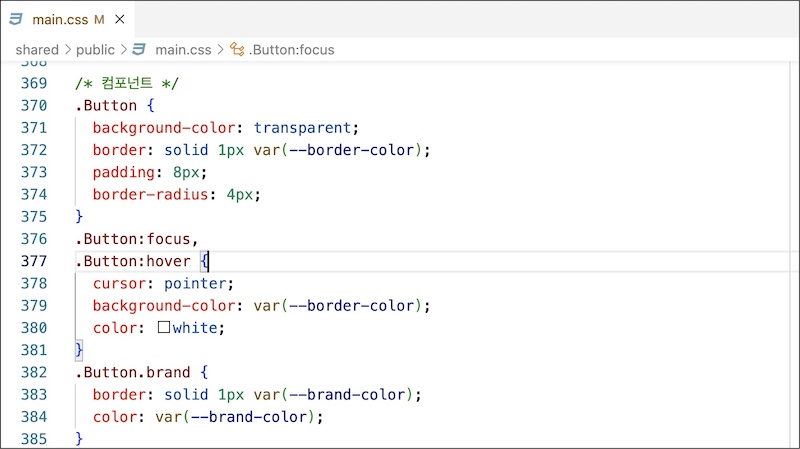 main.css M ×
shared > public > main.css > .Button:focus
368
369 /* 컴포넌트 */
370 .Button {
371 background-color: transparent;
372 border: solid 1px var(--border-color);
373 padding: 8px;
374 border-radius: 4px;
375 }
376 .Button:focus,
377 .Button:hover {
378 cursor: pointer;
379 background-color: var(--border-color);
380 color: white;
381 }
382 .Button.brand {
383 border: solid 1px var(--brand-color);
384 color: var(--brand-color);
385 }